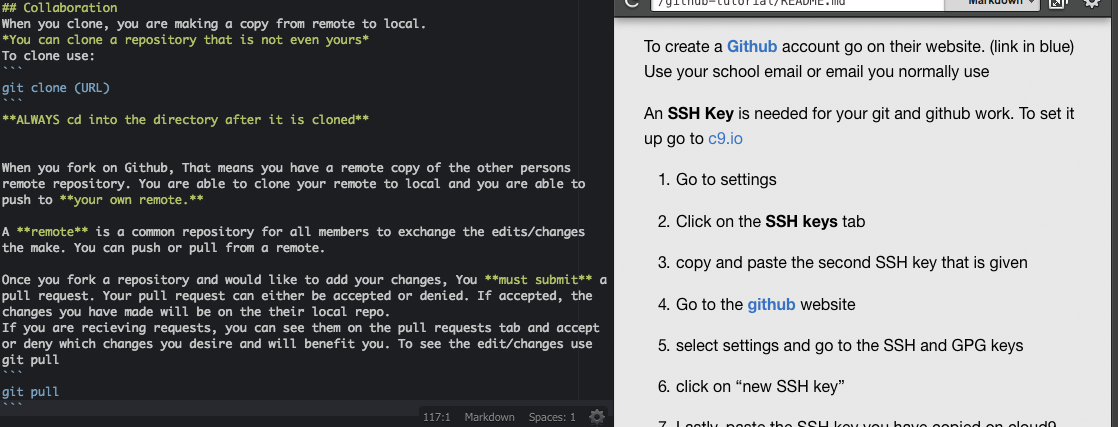 ## Collaboration
When you clone, you are making a copy from remote to local.
*You can clone a repository that is not even yours*
To clone use:
```
git clone (URL)
```
**ALWAYS cd into the directory after it is cloned**
When you fork on Github, That means you have a remote copy of the other persons
remote repository. You are able to clone your remote to local and you are able to
push to **your own remote.**
A **remote** is a common repository for all members to exchange the edits/changes
the make. You can push or pull from a remote.
Once you fork a repository and would like to add your changes, You **must submit** a
pull request. Your pull request can either be accepted or denied. If accepted, the
changes you have made will be on the their local repo.
If you are recieving requests, you can see them on the pull requests tab and accept
or deny which changes you desire and will benefit you. To see the edit/changes use
git pull
```
git pull
```
117:1 Markdown Spaces: 1
/github-tutorial/README.md Markdown
To create a Github account go on their website. (link in blue)
Use your school email or email you normally use
An SSH Key is needed for your git and github work. To set it
up go to c9.io
1. Go to settings
2. Click on the SSH keys tab
3. copy and paste the second SSH key that is given
4. Go to the github website
5. select settings and go to the SSH and GPG keys
6. click on “new SSH key”
7. Lastly, paste the SSH key you have copied on cloud9